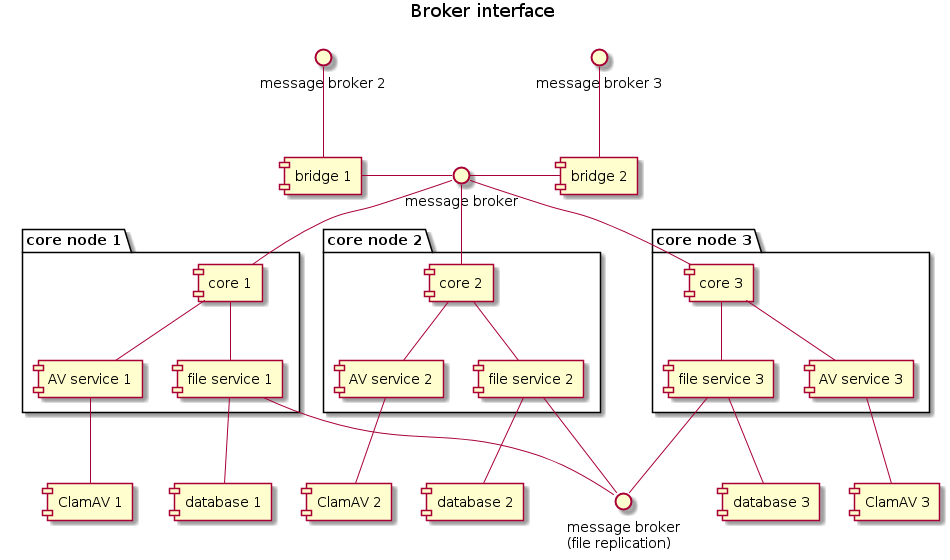 Broker interface
message broker 2
message broker 3
bridge 1
bridge 2
message broker
core node 1
core node 2
core node 3
core 1
core 2
core 3
AV service 1
file service 1
AV service 2
file service 2
file service 3
AV service 3
ClamAV 1
database 1
ClamAV 2
database 2
database 3
ClamAV 3
message broker
(file replication)